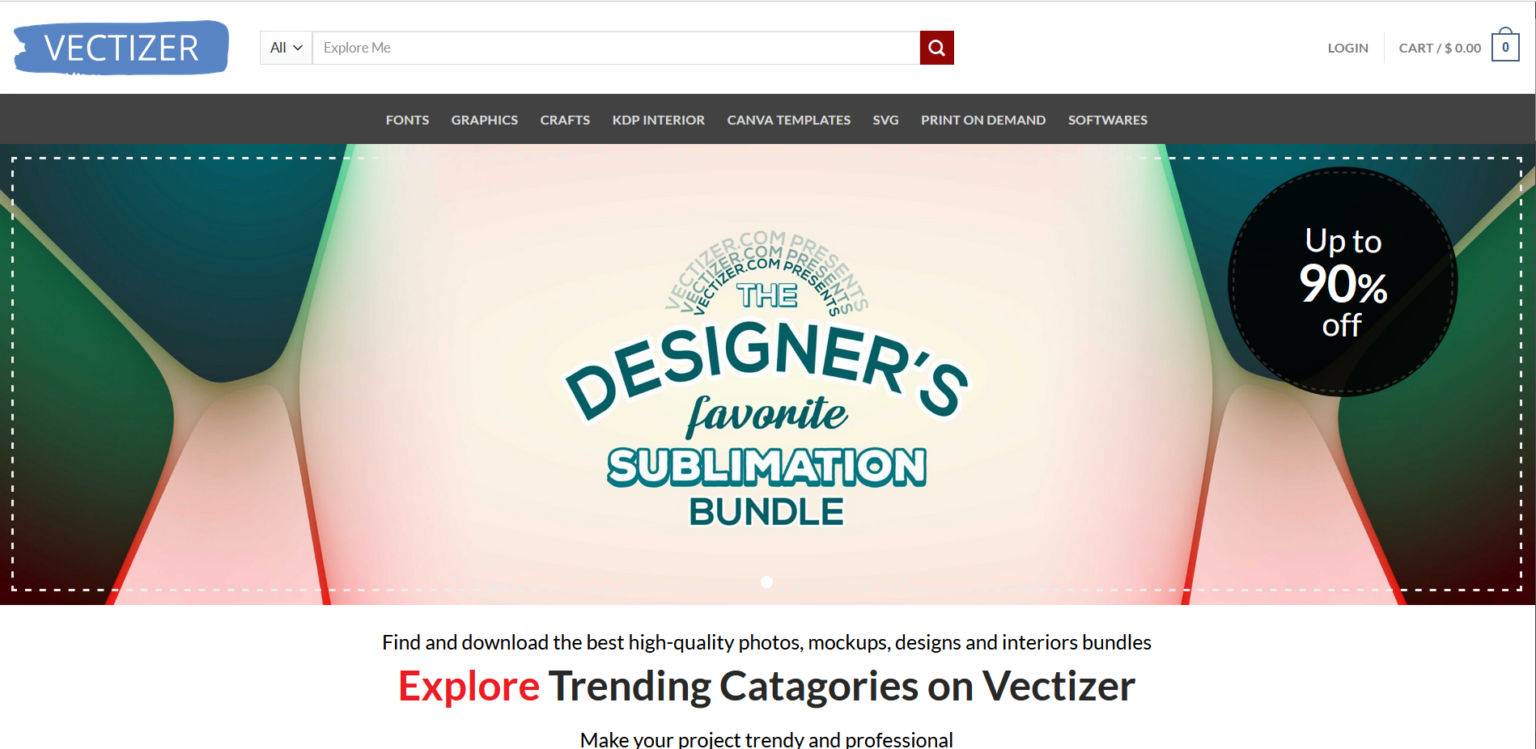 VECTIZER
All
Explore Me
LOGIN
CART / $ 0.00
0
FONTS GRAPHICS CRAFTS KDP INTERIOR CANVA TEMPLATES SVG PRINT ON DEMAND SOFTWARES
VECTIZER.COM PRESENTS
VECTIZER.COM PRESENTS
VECTIZER.COM PRESENTS
THE
DESIGNER'S
favorite
SUBLIMATION
BUNDLE
Up to
90%
off
Find and download the best high-quality photos, mockups, designs and interiors bundles
Explore Trending Catagories on Vectizer
Make your project trendy and professional